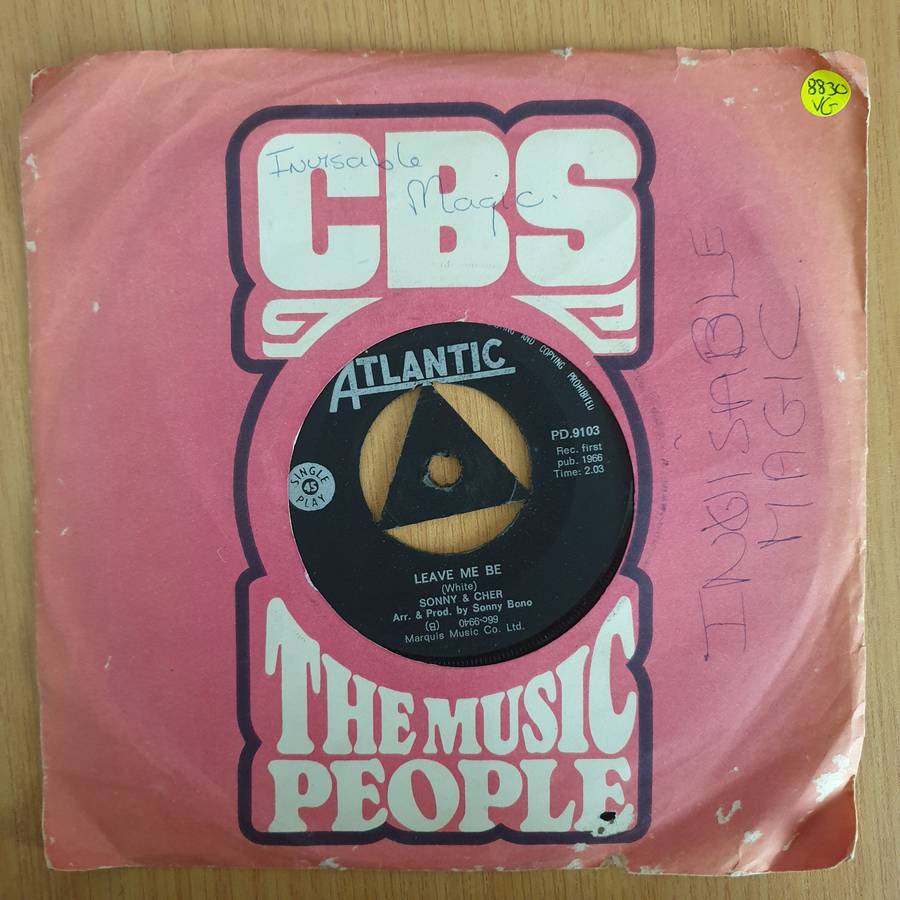 8830
VG
CBS
Invisable
Magic.
INVISABLE
MAGIC
ATLANTIC
AND COPYING PROHIBITED
PD.9103
Rec. first
pub. 1966
Time: 2.03
SINGLE
45
PLAY
LEAVE ME BE
(White)
SONNY & CHER
Arr. & Prod. by Sonny Bono
(B) 66C-9940
Marquis Music Co. Ltd.
THE MUSIC
PEOPLE